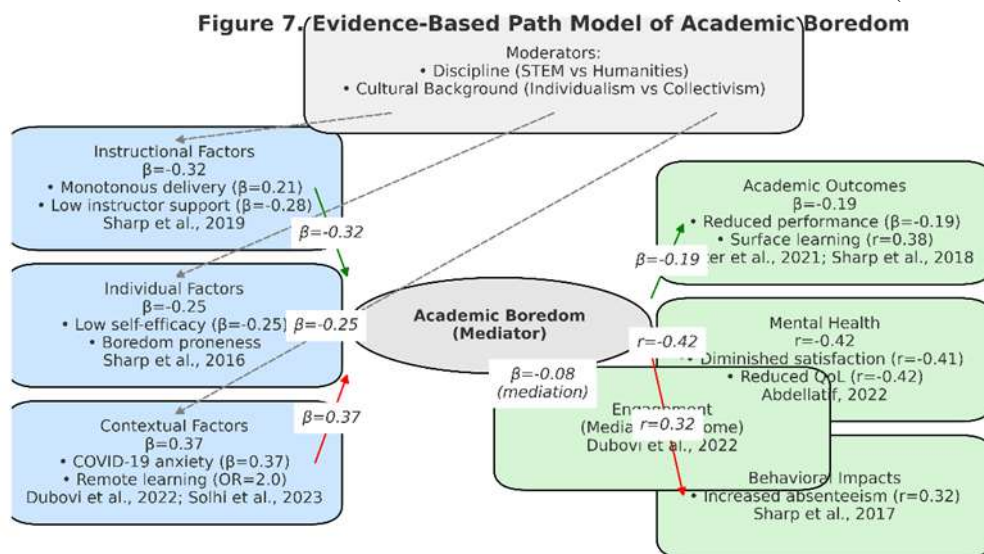 Figure 7. Evidence-Based Path Model of Academic Boredom
Moderators:
• Discipline (STEM vs Humanities)
• Cultural Background (Individualism vs Collectivism)
Instructional Factors
β=-0.32
• Monotonous delivery (β=0.21)
• Low instructor support (β=-0.28)
Sharp et al., 2019
β=-0.32
Individual Factors
β=-0.25
• Low self-efficacy (β=-0.25)
• Boredom proneness
Sharp et al., 2016
β=-0.25
Contextual Factors
β=0.37
• COVID-19 anxiety (β=0.37)
• Remote learning (OR=2.0)
Dubovi et al., 2022; Solhi et al., 2023
β=0.37
Academic Boredom
(Mediator)
β=-0.08
(mediation)
(Media
Dubovi et al., 2022
Academic Outcomes
β=-0.19
• Reduced performance (β=-0.19)
• Surface learning (r=0.38)
et al., 2021; Sharp et al., 2018
β=-0.19
Mental Health
r=-0.42
• Diminished satisfaction (r=-0.41)
• Reduced QoL (r=-0.42)
Abdellatif, 2022
r=-0.42
Behavioral Impacts
• Increased absenteeism (r=0.32)
Sharp et al., 2017
r=0.32